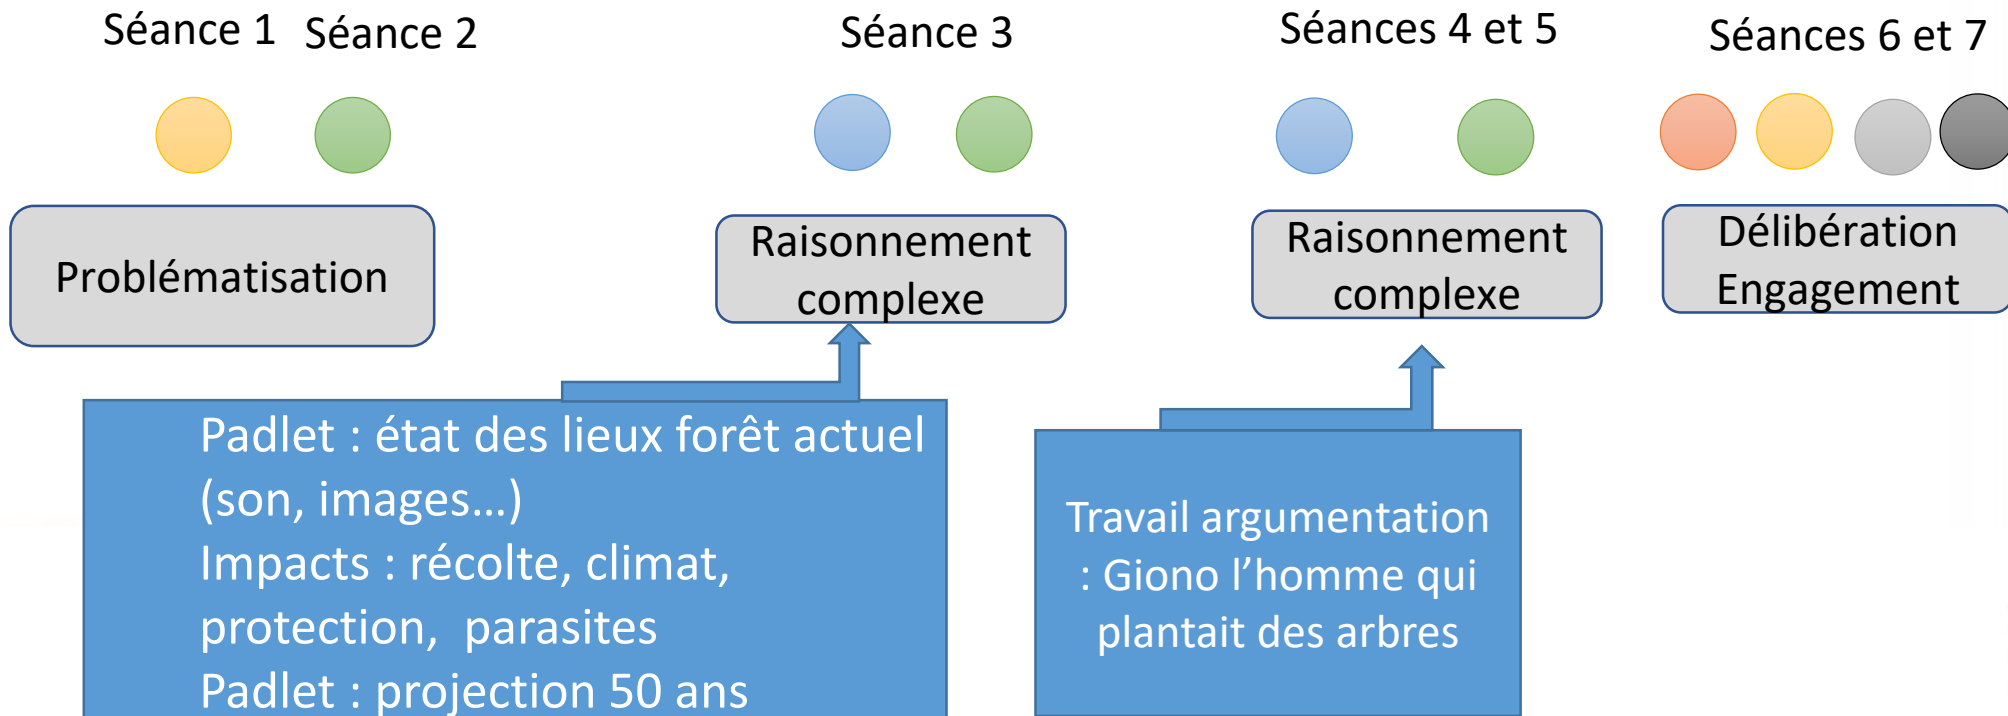 Séance 1
Séance 2
Séance 3
Séances 4 et 5
Séances 6 et 7
Problématisation
Raisonnement
complexe
Raisonnement
complexe
Délibération
Engagement
Padlet : état des lieux forêt actuel
(son, images…)
Impacts : récolte, climat,
protection, parasites
Padlet : projection 50 ans
Travail argumentation
: Giono l’homme qui
plantait des arbres